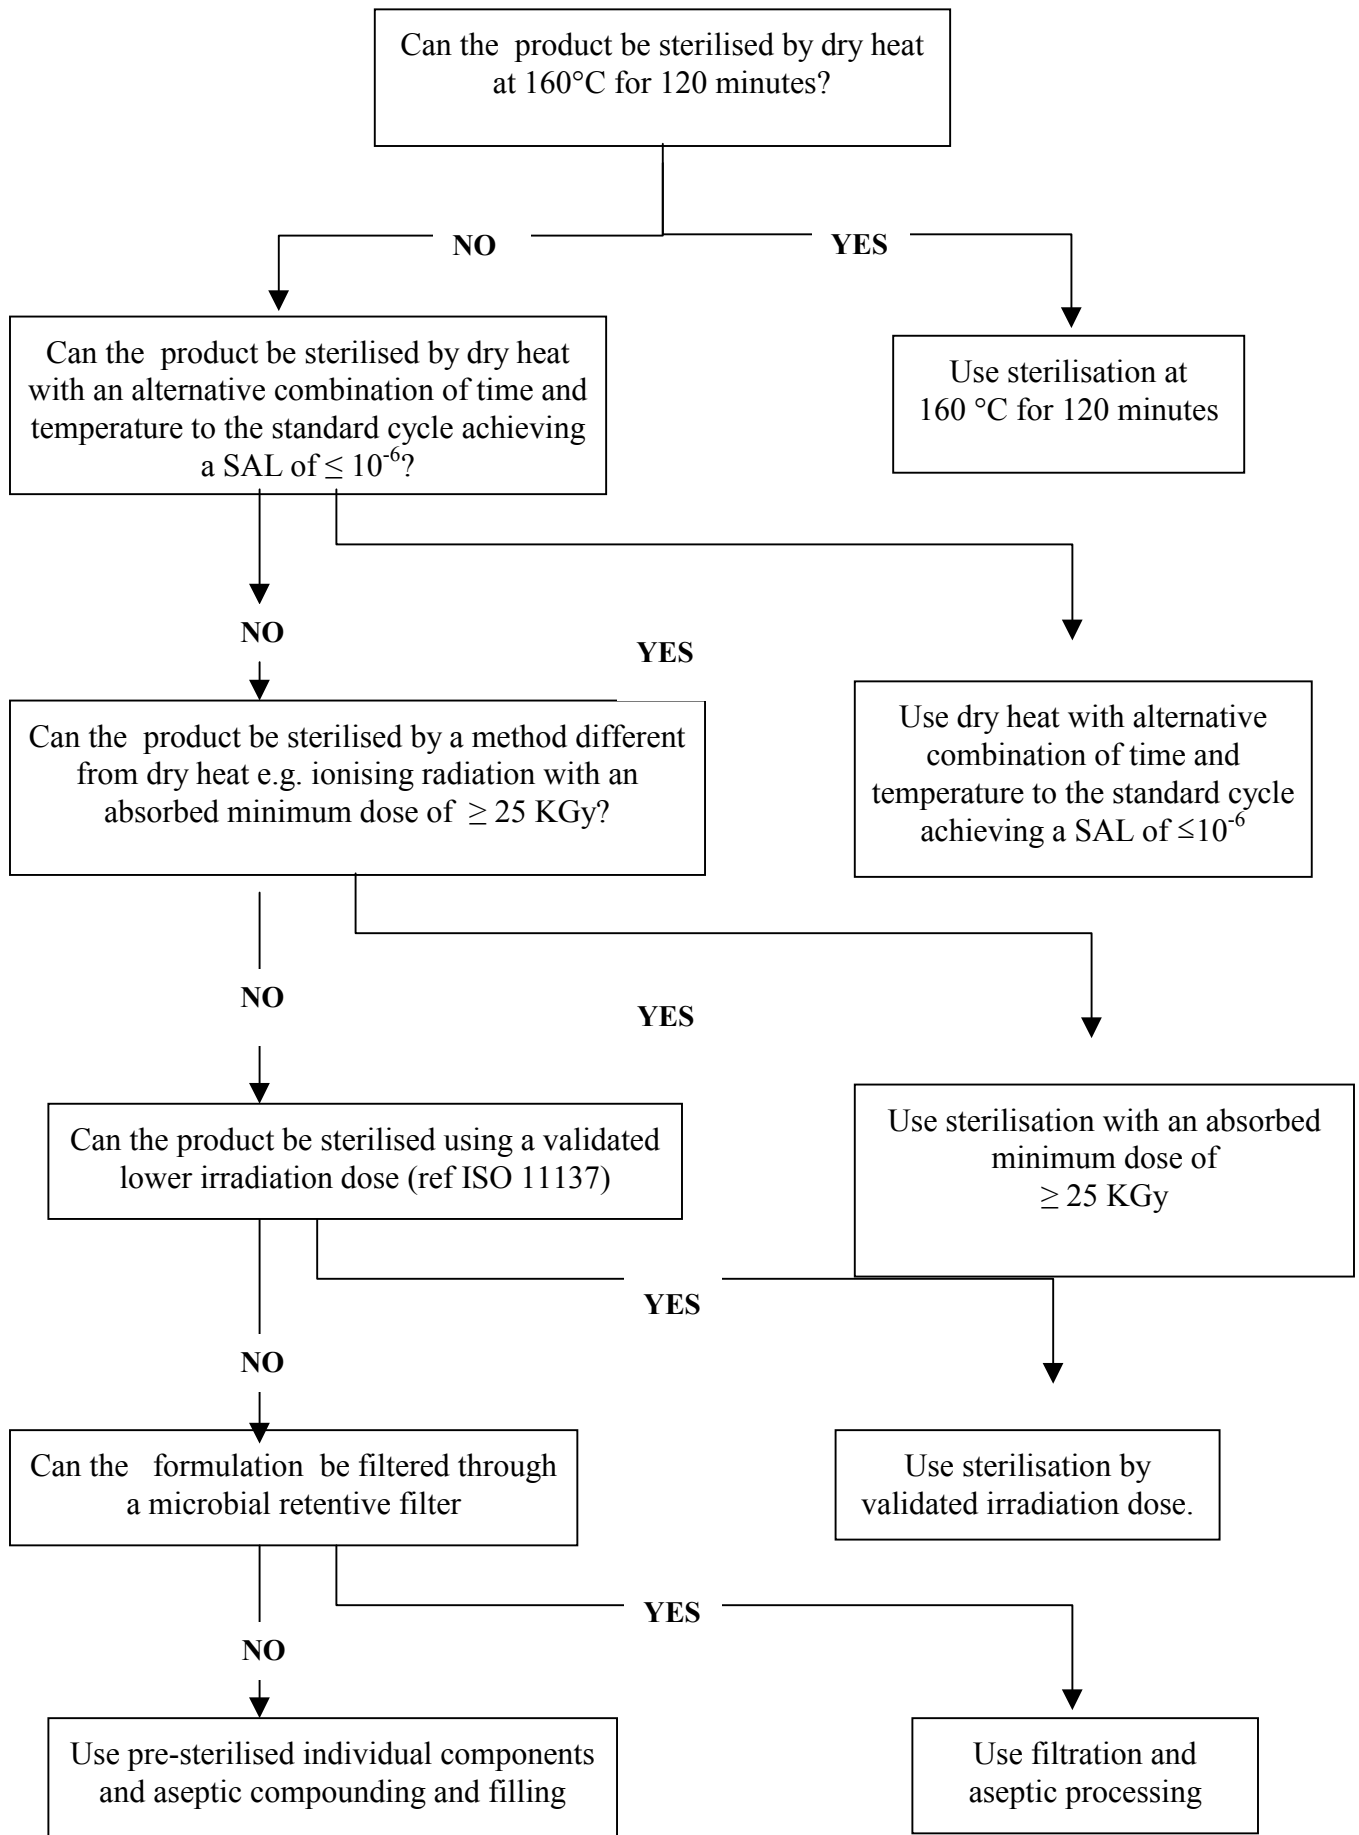 Can the product be sterilised by dry heat
at 160°C for 120 minutes?
NO
YES
Can the product be sterilised by dry heat
with an alternative combination of time and
temperature to the standard cycle achieving
a SAL of ≤ 10⁻⁶?
Use sterilisation at
160 °C for 120 minutes
NO
YES
Can the product be sterilised by a method different
from dry heat e.g. ionising radiation with an
absorbed minimum dose of ≥ 25 KGy?
Use dry heat with alternative
combination of time and
temperature to the standard cycle
achieving a SAL of ≤10⁻⁶
NO
YES
Can the product be sterilised using a validated
lower irradiation dose (ref ISO 11137)
Use sterilisation with an absorbed
minimum dose of
≥ 25 KGy
YES
NO
Can the formulation be filtered through
a microbial retentive filter
Use sterilisation by
validated irradiation dose.
YES
NO
Use pre-sterilised individual components
and aseptic compounding and filling
Use filtration and
aseptic processing